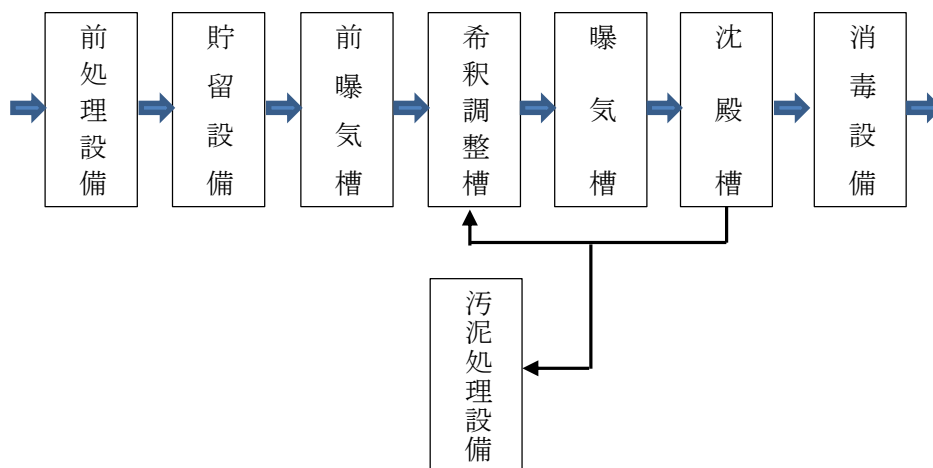 前処理設備
貯留設備
前曝気槽
希釈調整槽
曝気槽
沈殿槽
消毒設備
汚泥処理設備